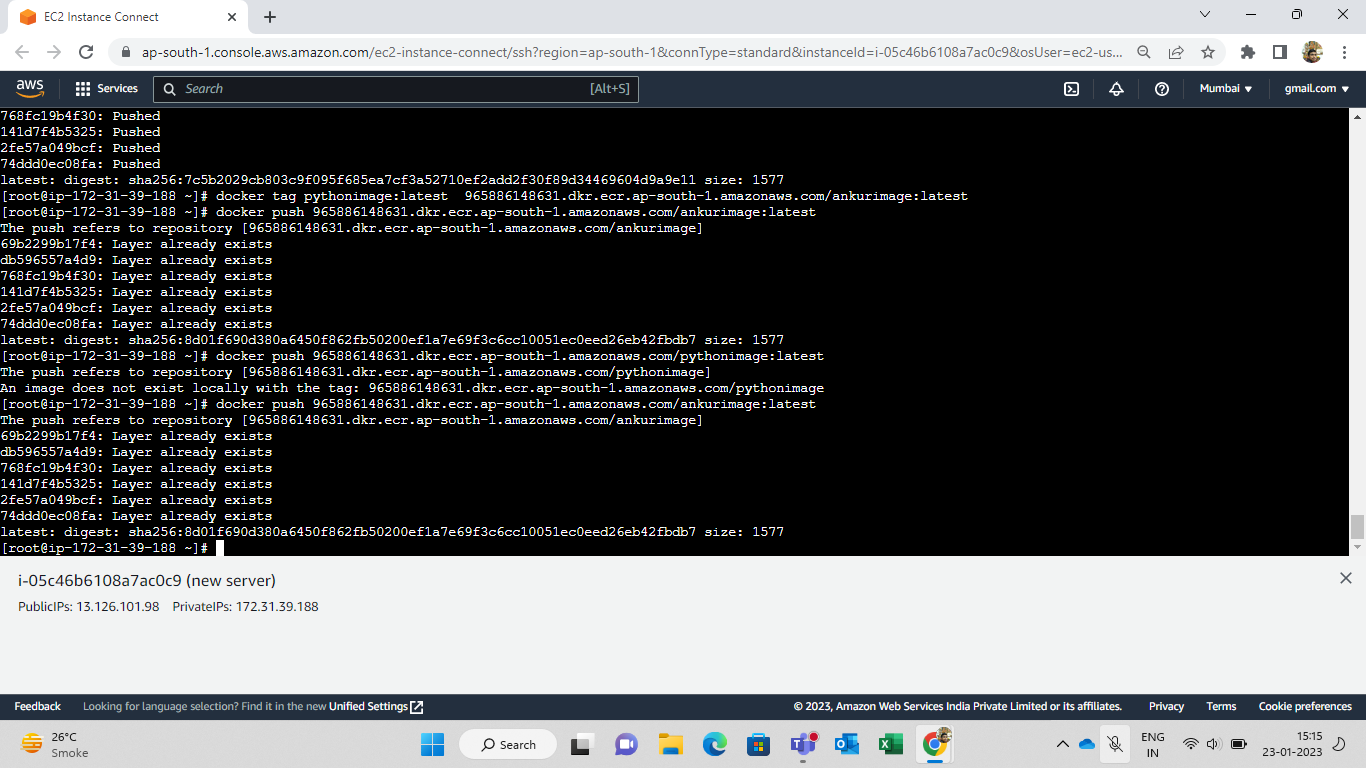 EC2 Instance Connect
ap-south-1.console.aws.amazon.com/ec2-instance-connect/ssh?region=ap-south-1&connType=standard&instanceId=i-05c46b6108a7ac0c9&osUser=ec2-us...
aws Services Search [Alt+S] Mumbai gmail.com
768fc19b4f30: Pushed
141d7f4b5325: Pushed
2fe57a049bcf: Pushed
74ddd0ec08fa: Pushed
latest: digest: sha256:7c5b2029cb803c9f095f685ea7cf3a52710ef2add2f30f89d34469604d9a9e11 size: 1577
[root@ip-172-31-39-188 ~]# docker tag pythonimage:latest  965886148631.dkr.ecr.ap-south-1.amazonaws.com/ankurimage:latest
[root@ip-172-31-39-188 ~]# docker push 965886148631.dkr.ecr.ap-south-1.amazonaws.com/ankurimage:latest
The push refers to repository [965886148631.dkr.ecr.ap-south-1.amazonaws.com/ankurimage]
69b2299b17f4: Layer already exists
db596557a4d9: Layer already exists
768fc19b4f30: Layer already exists
141d7f4b5325: Layer already exists
2fe57a049bcf: Layer already exists
74ddd0ec08fa: Layer already exists
latest: digest: sha256:8d01f690d380a6450f862fb50200ef1a7e69f3c6cc10051ec0eed26eb42fbdb7 size: 1577
[root@ip-172-31-39-188 ~]# docker push 965886148631.dkr.ecr.ap-south-1.amazonaws.com/pythonimage:latest
The push refers to repository [965886148631.dkr.ecr.ap-south-1.amazonaws.com/pythonimage]
An image does not exist locally with the tag: 965886148631.dkr.ecr.ap-south-1.amazonaws.com/pythonimage
[root@ip-172-31-39-188 ~]# docker push 965886148631.dkr.ecr.ap-south-1.amazonaws.com/ankurimage:latest
The push refers to repository [965886148631.dkr.ecr.ap-south-1.amazonaws.com/ankurimage]
69b2299b17f4: Layer already exists
db596557a4d9: Layer already exists
768fc19b4f30: Layer already exists
141d7f4b5325: Layer already exists
2fe57a049bcf: Layer already exists
74ddd0ec08fa: Layer already exists
latest: digest: sha256:8d01f690d380a6450f862fb50200ef1a7e69f3c6cc10051ec0eed26eb42fbdb7 size: 1577
[root@ip-172-31-39-188 ~]#
i-05c46b6108a7ac0c9 (new server)
PublicIPs: 13.126.101.98 PrivateIPs: 172.31.39.188
Feedback Looking for language selection? Find it in the new Unified Settings © 2023, Amazon Web Services India Private Limited or its affiliates. Privacy Terms Cookie preferences
26°C
Smoke
Search
ENG
IN
15:15
23-01-2023